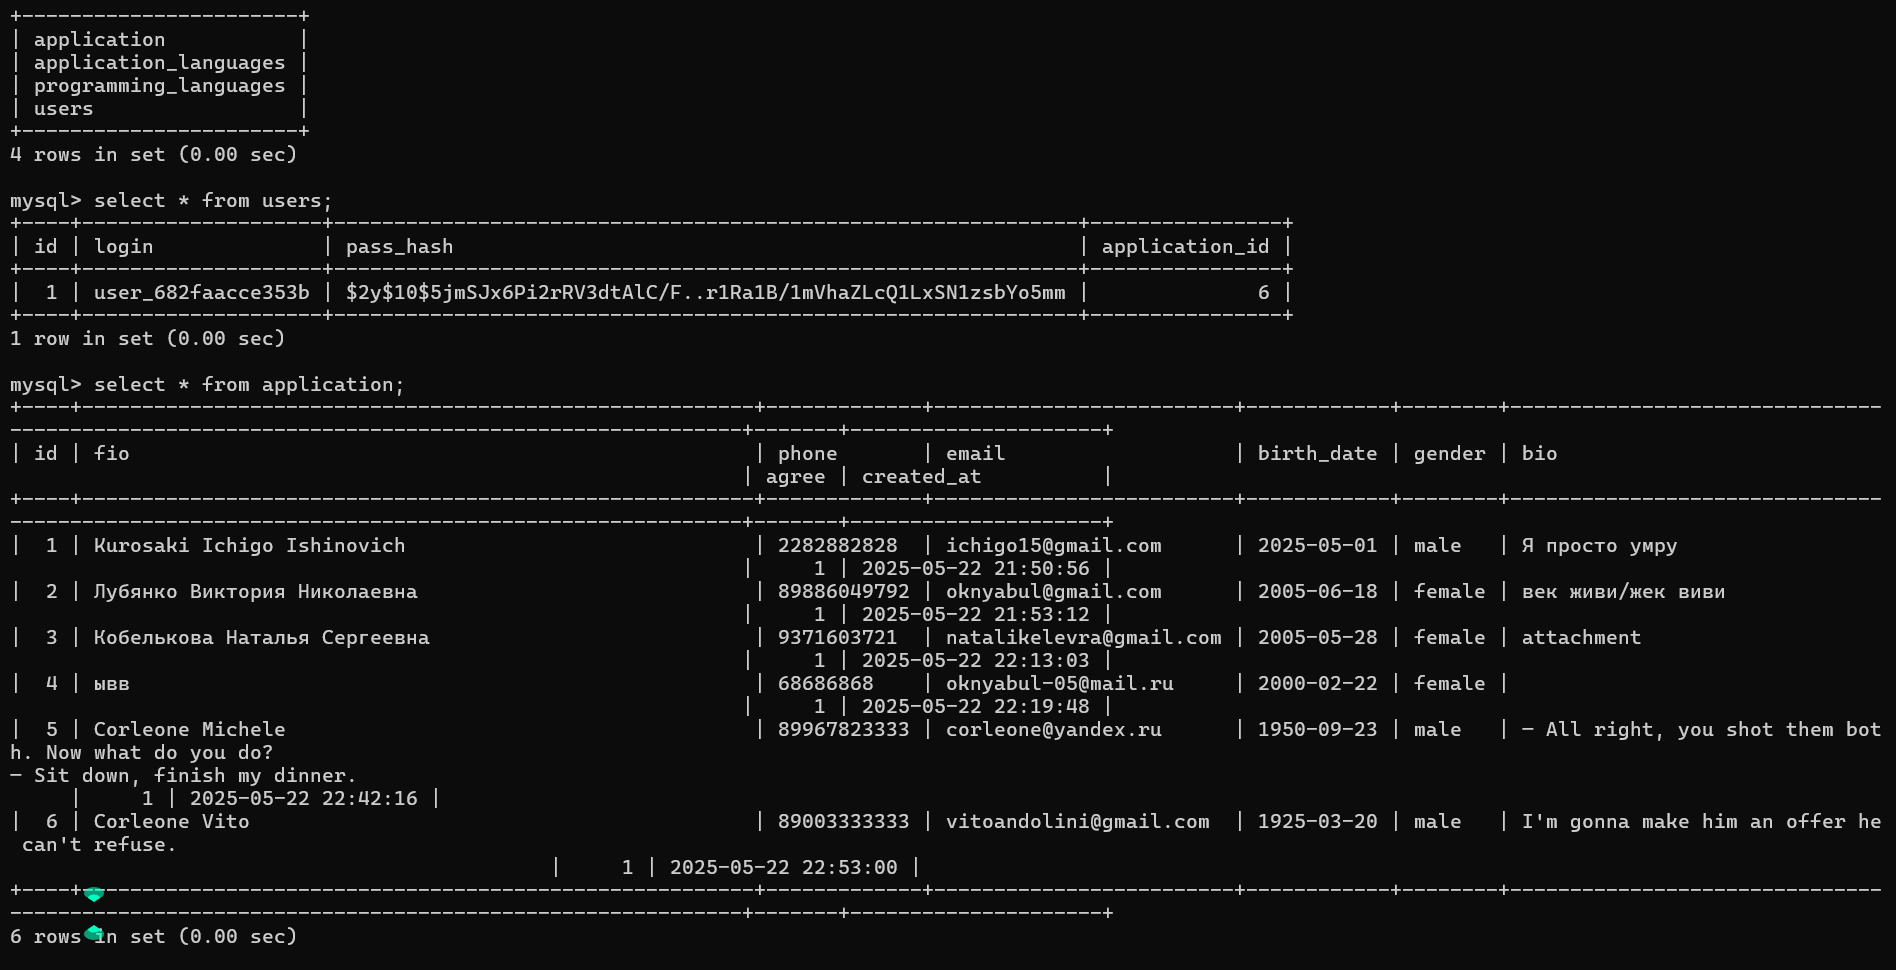 +-----------------------+
| application           |
| application_languages |
| programming_languages |
| users                 |
+-----------------------+
4 rows in set (0.00 sec)
mysql> select * from users;
+----+--------------------+--------------------------------------------------------------+----------------+
| id | login              | pass_hash                                                    | application_id |
+----+--------------------+--------------------------------------------------------------+----------------+
|  1 | user_682faacce353b | $2y$10$5jmSJx6Pi2rRV3dtAlC/F..r1Ra1B/1mVhaZLcQ1LxSN1zsbYo5mm |              6 |
+----+--------------------+--------------------------------------------------------------+----------------+
1 row in set (0.00 sec)
mysql> select * from application;
+----+--------------------------------------------------------+-------------+-------------------------+------------+--------+-------------------------------
-------------------------------------------------------------+-------+---------------------+
| id | fio                                                    | phone       | email                   | birth_date | gender | bio
                                                             | agree | created_at          |
+----+--------------------------------------------------------+-------------+-------------------------+------------+--------+-------------------------------
-------------------------------------------------------------+-------+---------------------+
|  1 | Kurosaki Ichigo Ishinovich                             | 2282882828  | ichigo15@gmail.com      | 2025-05-01 | male   | Я просто умру
                                                             |     1 | 2025-05-22 21:50:56 |
|  2 | Лубянко Виктория Николаевна                            | 89886049792 | oknyabul@gmail.com      | 2005-06-18 | female | век живи/жек виви
                                                             |     1 | 2025-05-22 21:53:12 |
|  3 | Кобелькова Наталья Сергеевна                           | 9371603721  | natalikelevra@gmail.com | 2005-05-28 | female | attachment
                                                             |     1 | 2025-05-22 22:13:03 |
|  4 | ывв                                                    | 68686868    | oknyabul-05@mail.ru     | 2000-02-22 | female |
                                                             |     1 | 2025-05-22 22:19:48 |
|  5 | Corleone Michele                                       | 89967823333 | corleone@yandex.ru      | 1950-09-23 | male   | — All right, you shot them bot
h. Now what do you do?
— Sit down, finish my dinner.
     |     1 | 2025-05-22 22:42:16 |
|  6 | Corleone Vito                                          | 89003333333 | vitoandolini@gmail.com  | 1925-03-20 | male   | I'm gonna make him an offer he
 can't refuse.
                                             |     1 | 2025-05-22 22:53:00 |
+----+--------------------------------------------------------+-------------+-------------------------+------------+--------+-------------------------------
-------------------------------------------------------------+-------+---------------------+
6 rows in set (0.00 sec)